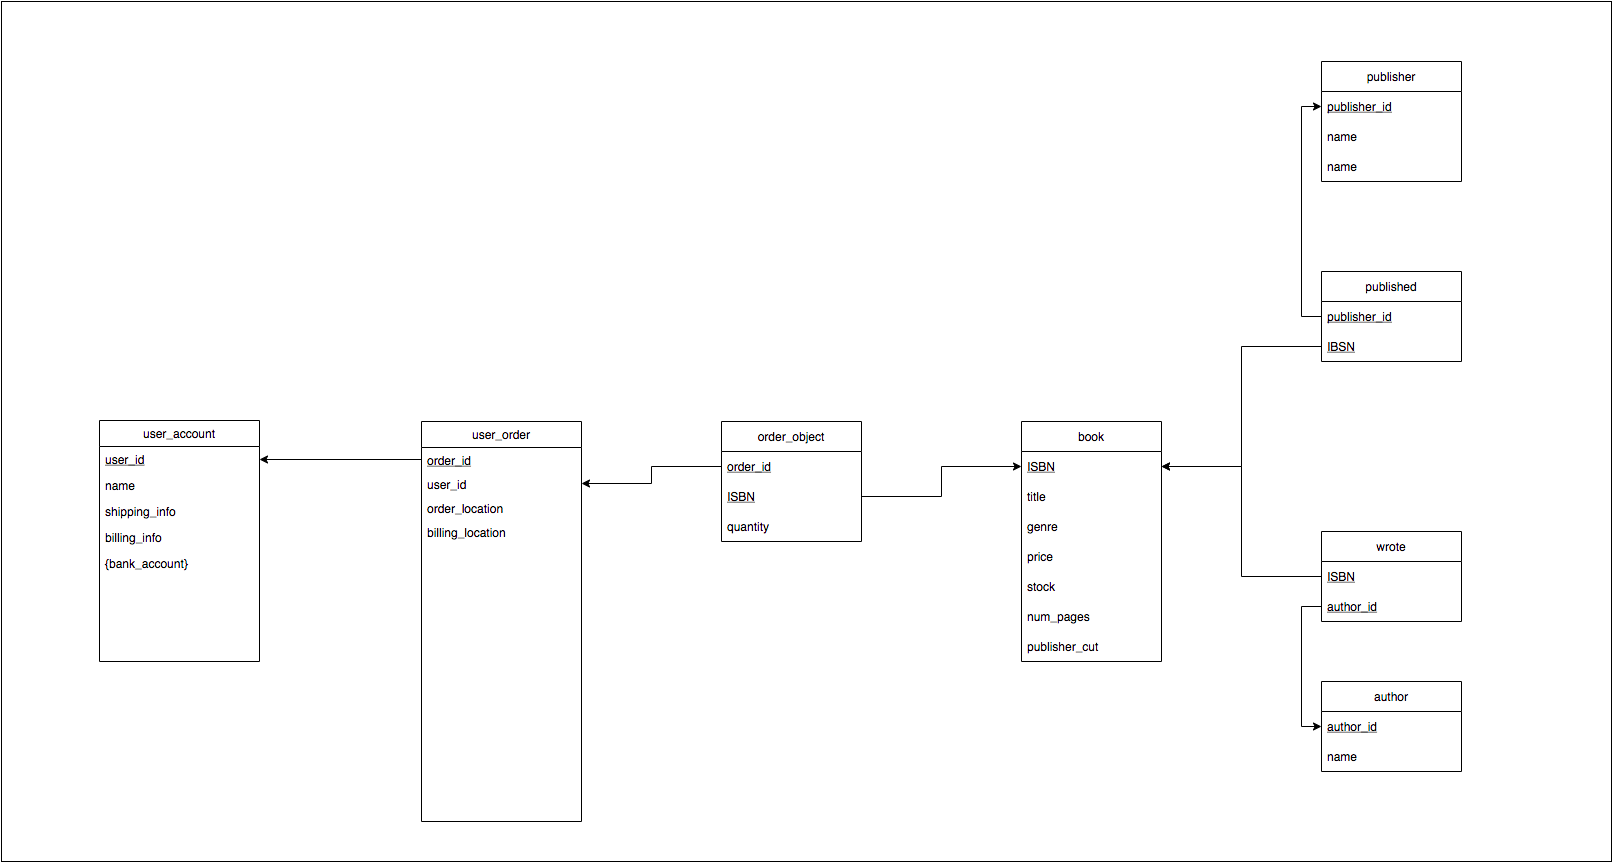 publisher
publisher_id
name
name
published
publisher_id
IBSN
user_account
user_id
name
shipping_info
billing_info
{bank_account}
user_order
order_id
user_id
order_location
billing_location
order_object
order_id
ISBN
quantity
book
ISBN
title
genre
price
stock
num_pages
publisher_cut
wrote
ISBN
author_id
author
author_id
name